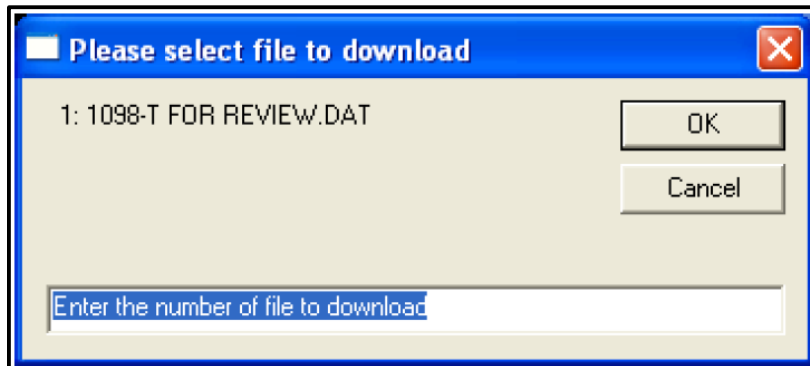 Please select file to download
1: 1098-T FOR REVIEW.DAT
OK
Cancel
Enter the number of file to download